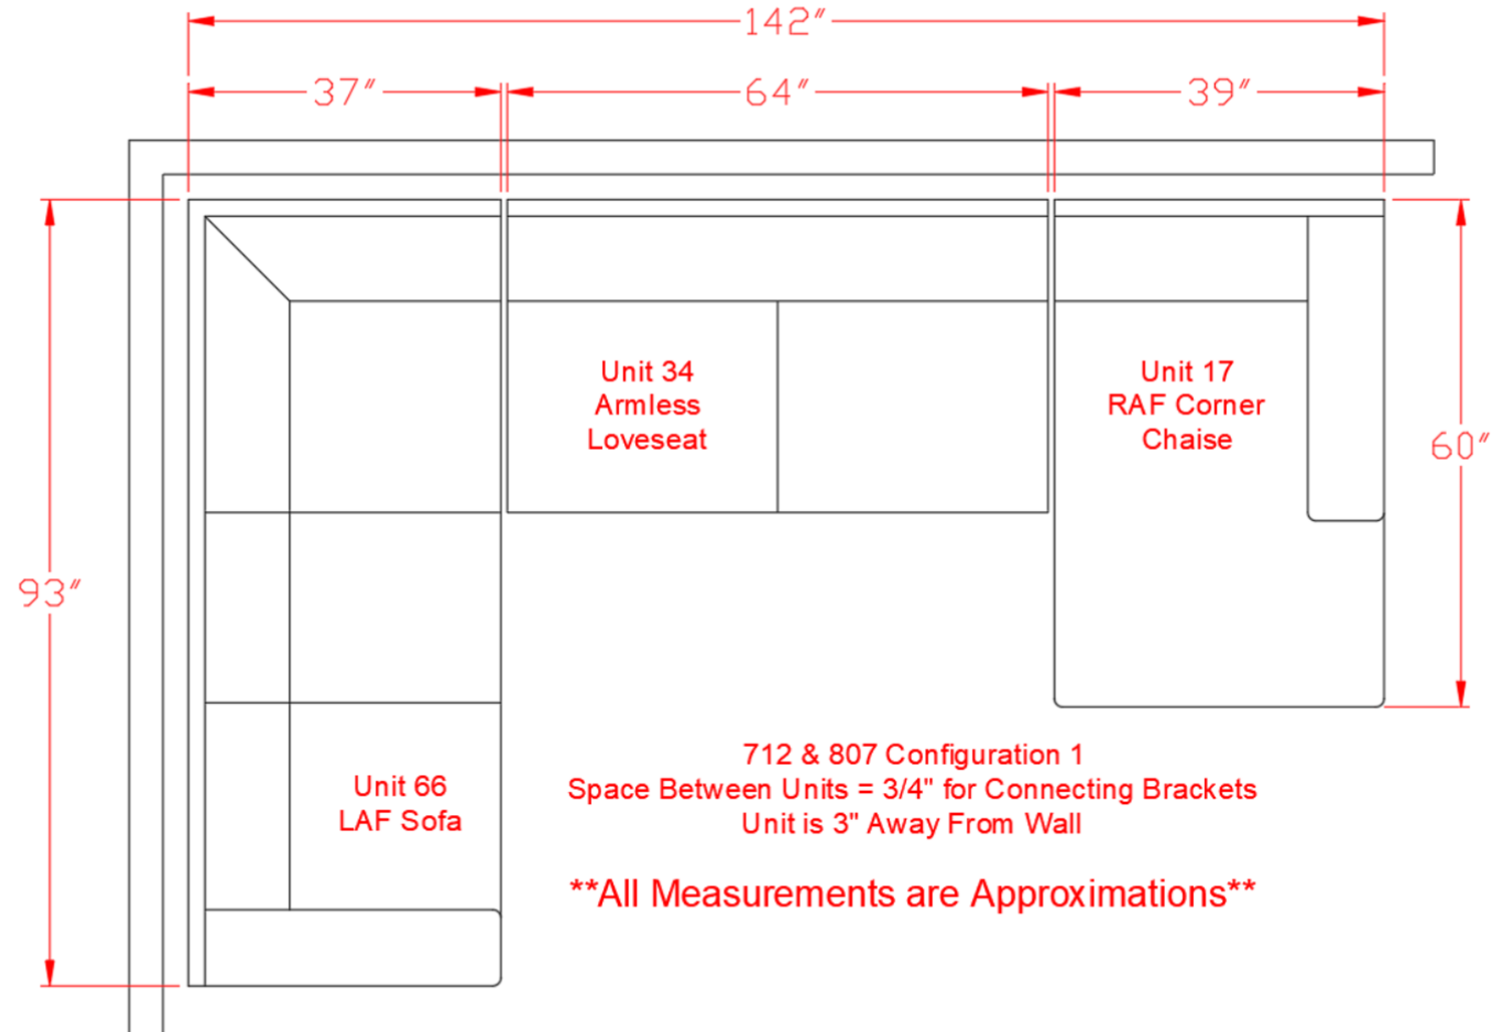 142"
37"
64"
39"
Unit 34
Armless
Loveseat
Unit 17
RAF Corner
Chaise
60"
93"
712 & 807 Configuration 1
Space Between Units = 3/4" for Connecting Brackets
Unit is 3" Away From Wall
Unit 66
LAF Sofa
**All Measurements are Approximations**